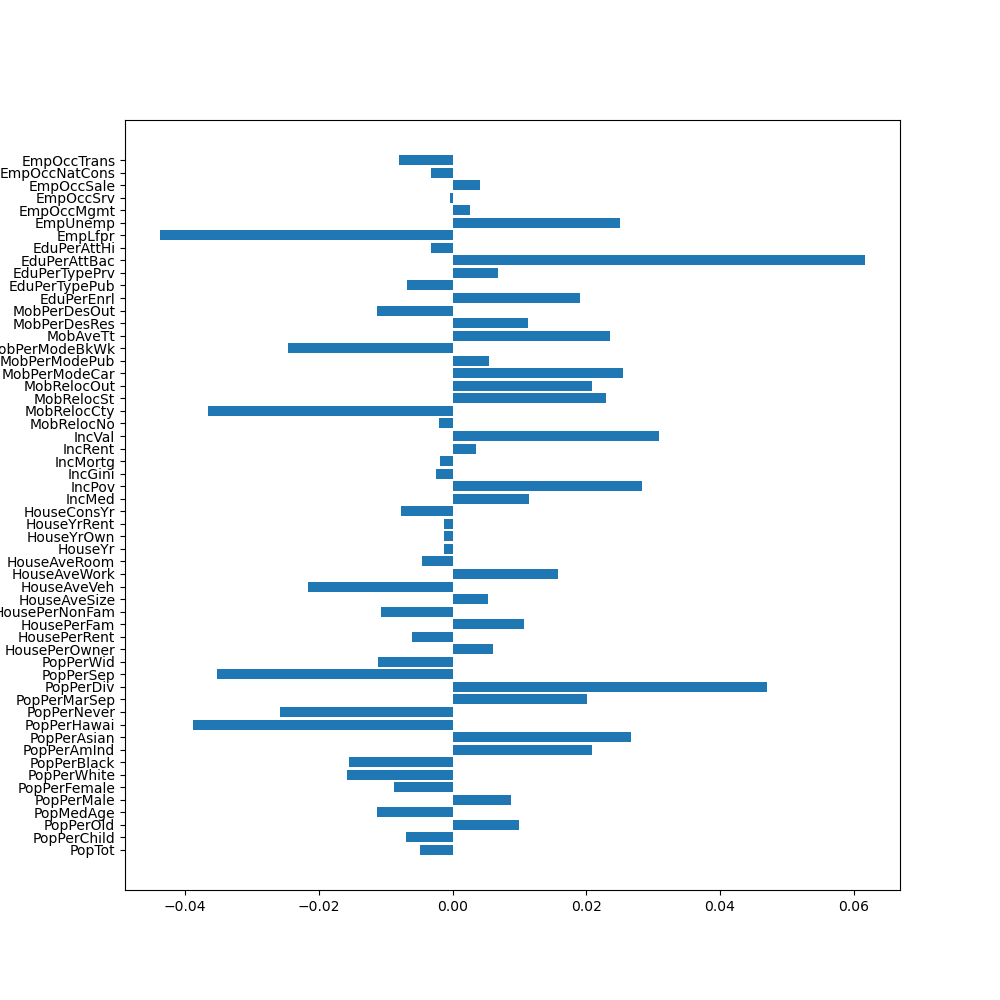 EmpOccTrans
EmpOccNatCons
EmpOccSale
EmpOccSrv
EmpOccMgmt
EmpUnemp
EmpLfpr
EduPerAttHi
EduPerAttBac
EduPerTypePrv
EduPerTypePub
EduPerEnrl
MobPerDesOut
MobPerDesRes
MobAveTt
obPerModeBkWk
MobPerModePub
MobPerModeCar
MobRelocOut
MobRelocSt
MobRelocCty
MobRelocNo
IncVal
IncRent
IncMortg
IncGini
IncPov
IncMed
HouseConsYr
HouseYrRent
HouseYrOwn
HouseYr
HouseAveRoom
HouseAveWork
HouseAveVeh
HouseAveSize
HousePerNonFam
HousePerFam
HousePerRent
HousePerOwner
PopPerWid
PopPerSep
PopPerDiv
PopPerMarSep
PopPerNever
PopPerHawai
PopPerAsian
PopPerAmInd
PopPerBlack
PopPerWhite
PopPerFemale
PopPerMale
PopMedAge
PopPerOld
PopPerChild
PopTot
−0.04 −0.02 0.00 0.02 0.04 0.06